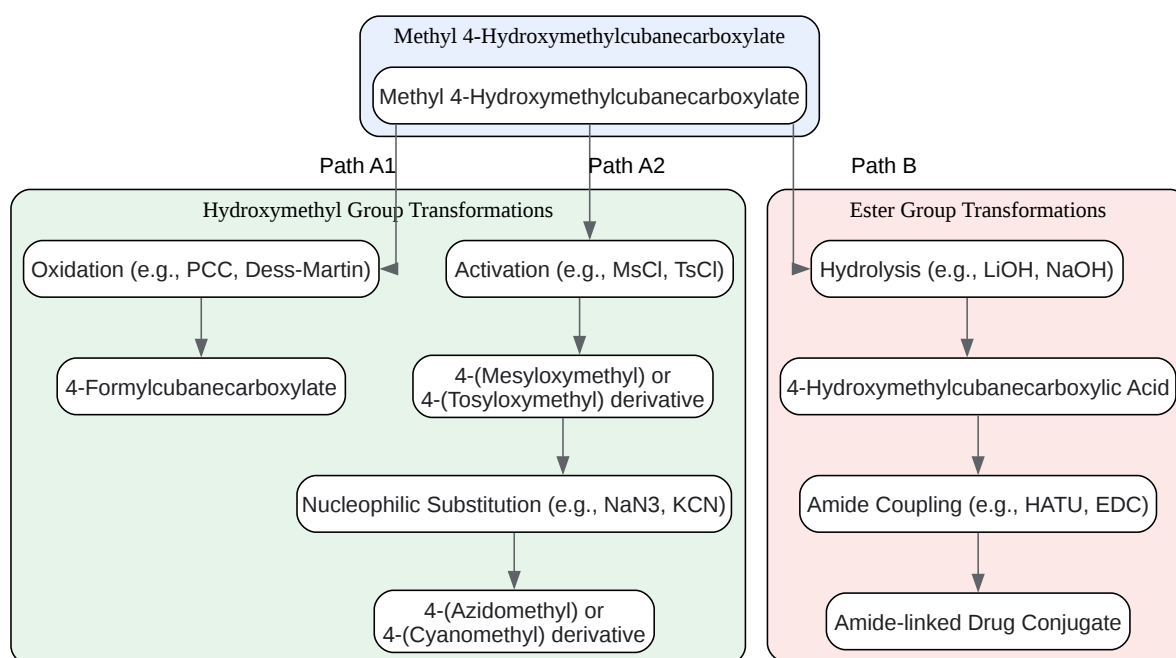 Methyl 4-Hydroxymethylcubanecarboxylate
Methyl 4-Hydroxymethylcubanecarboxylate
Path A1
Path A2
Path B
Hydroxymethyl Group Transformations
Ester Group Transformations
Oxidation (e.g., PCC, Dess-Martin)
Activation (e.g., MsCl, TsCl)
Hydrolysis (e.g., LiOH, NaOH)
4-Formylcubanecarboxylate
4-(Mesyloxymethyl) or
4-(Tosyloxymethyl) derivative
4-Hydroxymethylcubanecarboxylic Acid
Nucleophilic Substitution (e.g., NaN3, KCN)
Amide Coupling (e.g., HATU, EDC)
4-(Azidomethyl) or
4-(Cyanomethyl) derivative
Amide-linked Drug Conjugate